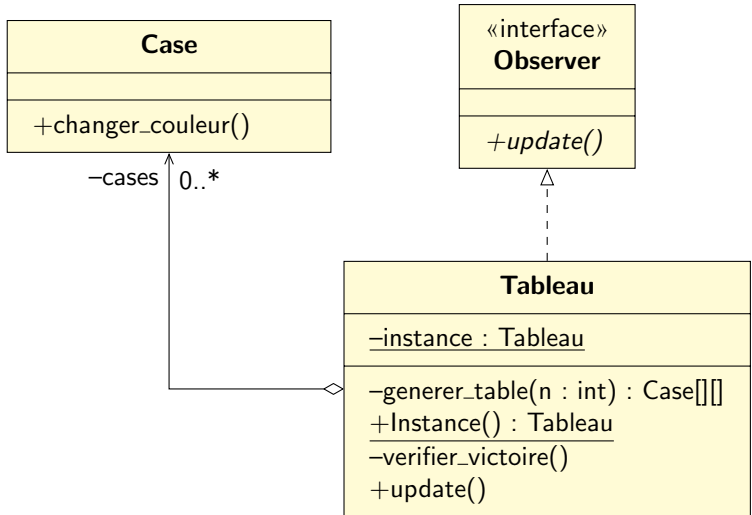 Case
+changer_couleur()
«interface»
Observer
+update()
–cases
0..*
Tableau
–instance : Tableau
–generer_table(n : int) : Case[][]
+Instance() : Tableau
–verifier_victoire()
+update()